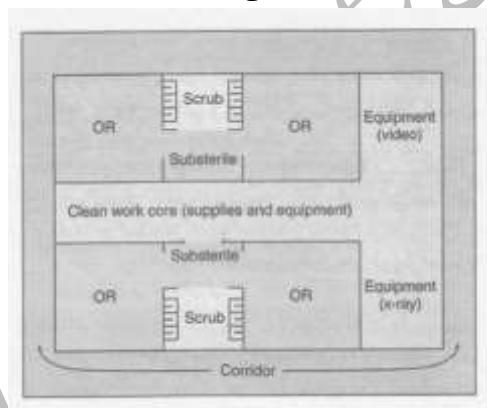 Scrub
OR
OR
Equipment
(video)
Substerile
Clean work core (supplies and equipment)
Substerile
OR
OR
Equipment
(x-ray)
Scrub
Corridor